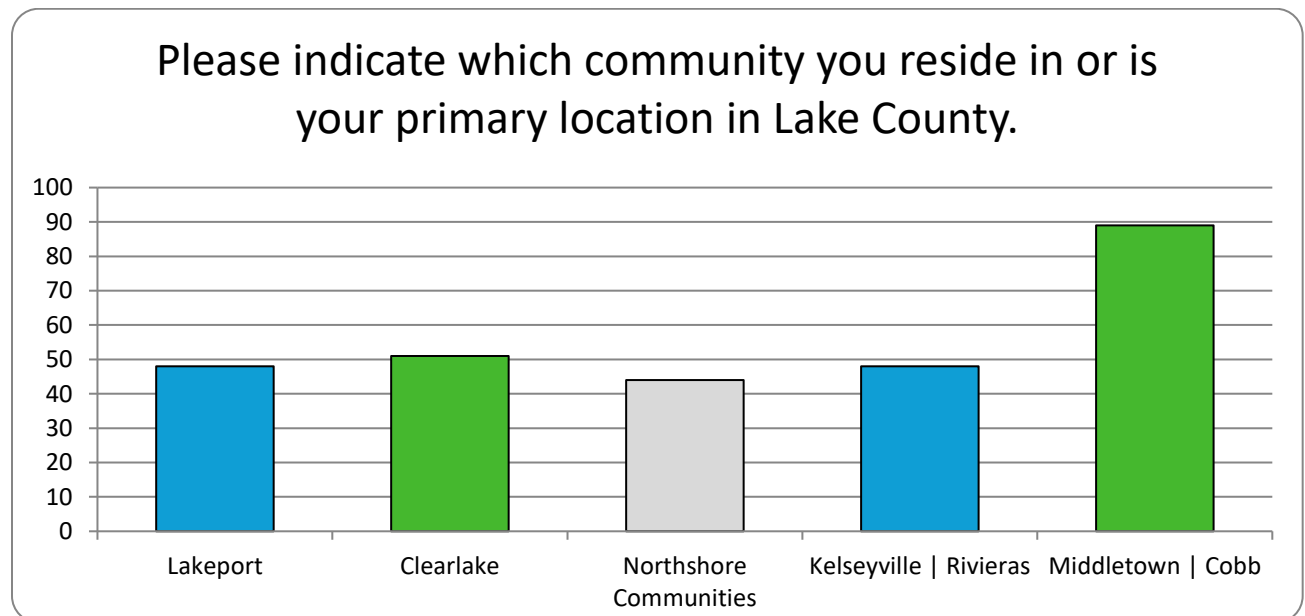 Please indicate which community you reside in or is
your primary location in Lake County.
100
90
80
70
60
50
40
30
20
10
0
Lakeport
Clearlake
Northshore
Communities
Kelseyville | Rivieras
Middletown | Cobb